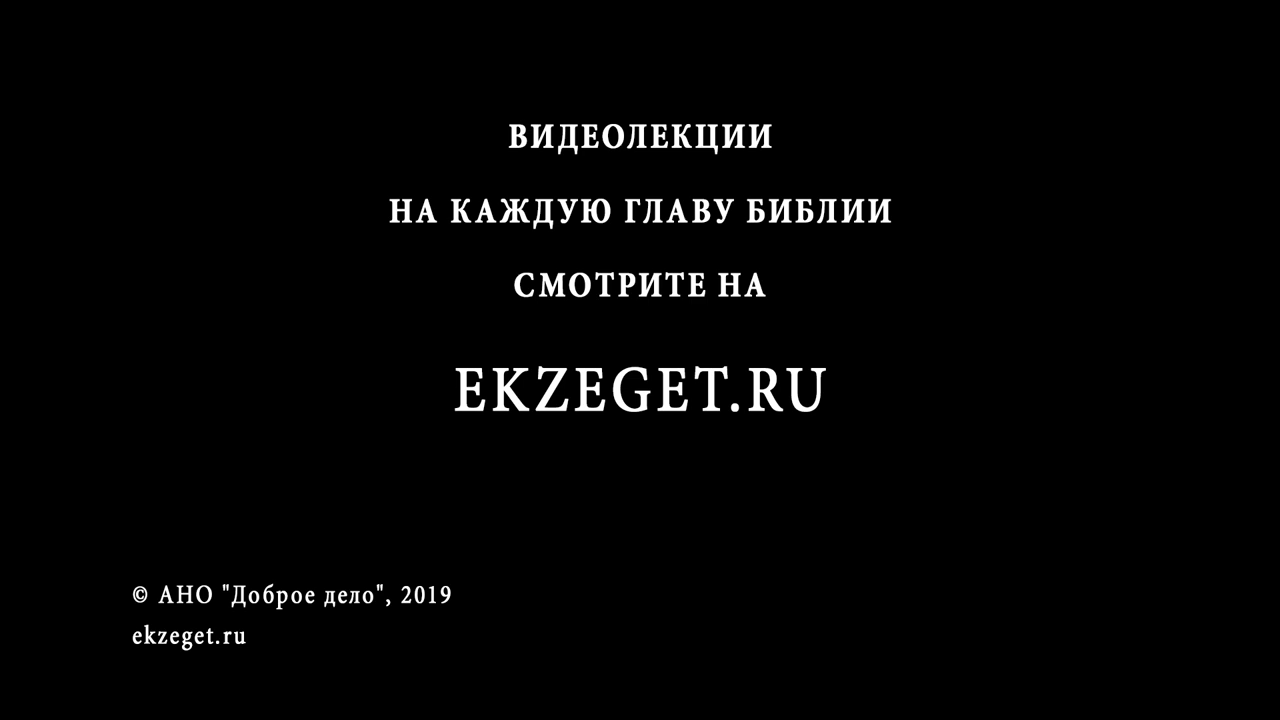 ВИДЕОЛЕКЦИИ
НА КАЖДУЮ ГЛАВУ БИБЛИИ
СМОТРИТЕ НА
EKZEGET.RU
© АНО "Доброе дело", 2019
ekzeget.ru